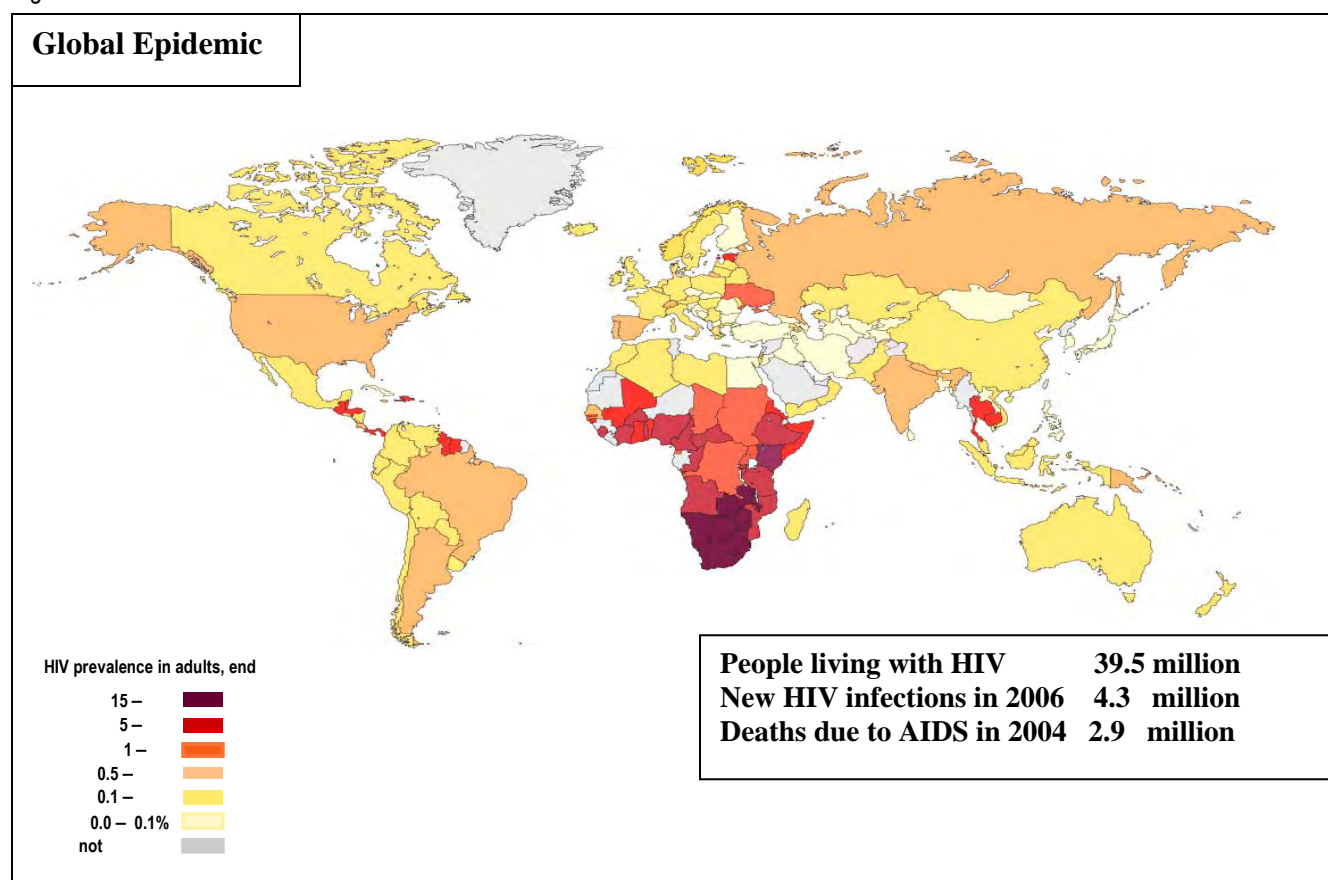 Global Epidemic
People living with HIV 39.5 million
New HIV infections in 2006 4.3 million
Deaths due to AIDS in 2004 2.9 million
HIV prevalence in adults, end
15 –
5 –
1 –
0.5 –
0.1 –
0.0 – 0.1%
not